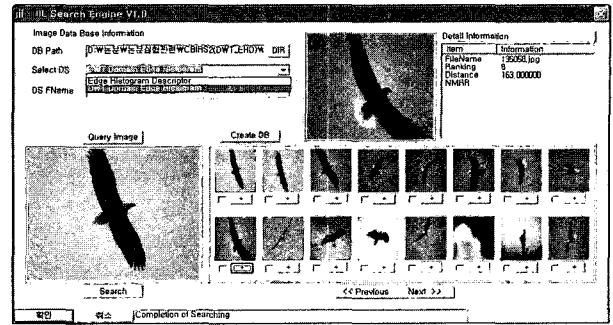 IIL Search Engine V1.0
Image Data Base Information
DB Path
DIR
Select DS
Edge Histogram Descriptor
DS FName
Detail Information
Item Information
FileName 195058.jpg
Ranking 8
Distance 163,000000
NMRR
Query Image
Create DB
Search
<< Previous Next >>
확인 취소 Completion of Searching